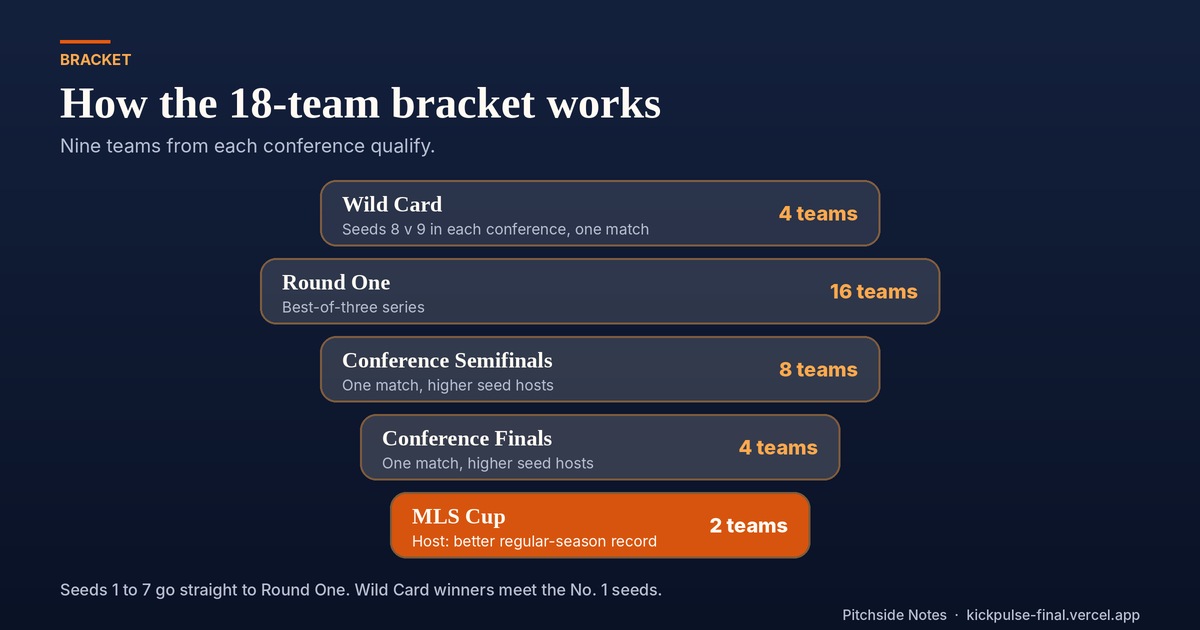 BRACKET
How the 18-team bracket works
Nine teams from each conference qualify.
Wild Card
Seeds 8 v 9 in each conference, one match
4 teams
Round One
Best-of-three series
16 teams
Conference Semifinals
One match, higher seed hosts
8 teams
Conference Finals
One match, higher seed hosts
4 teams
MLS Cup
Host: better regular-season record
2 teams
Seeds 1 to 7 go straight to Round One. Wild Card winners meet the No. 1 seeds.
Pitchside Notes · kickpulse-final.vercel.app